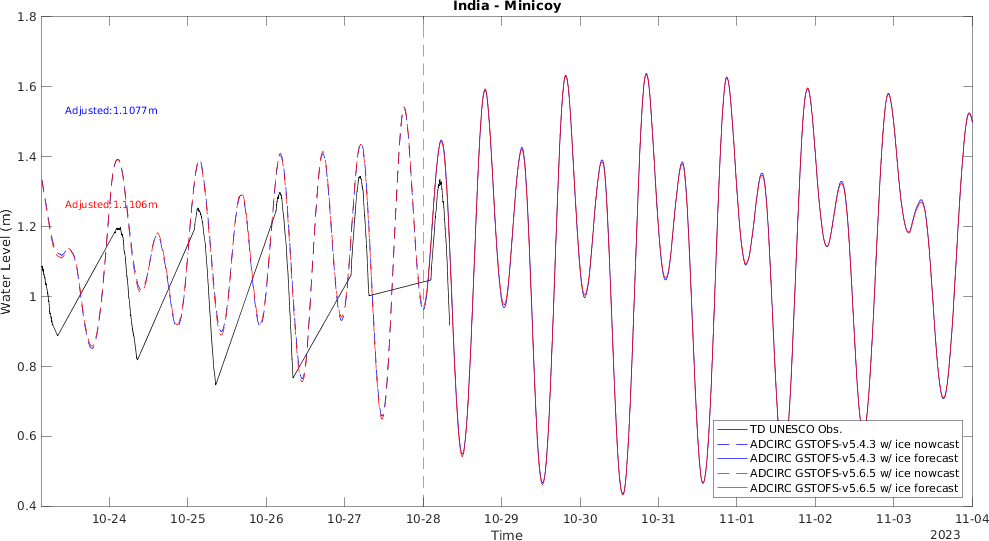 India - Minicoy
1.8
1.6
1.4
1.2
1
0.8
0.6
0.4
Water Level (m)
Adjusted:1.1077m
Adjusted:1.1106m
TD UNESCO Obs.
ADCIRC GSTOFS-v5.4.3 w/ ice nowcast
ADCIRC GSTOFS-v5.4.3 w/ ice forecast
ADCIRC GSTOFS-v5.6.5 w/ ice nowcast
ADCIRC GSTOFS-v5.6.5 w/ ice forecast
10-24 10-25 10-26 10-27 10-28 10-29 10-30 10-31 11-01 11-02 11-03 11-04
Time
2023